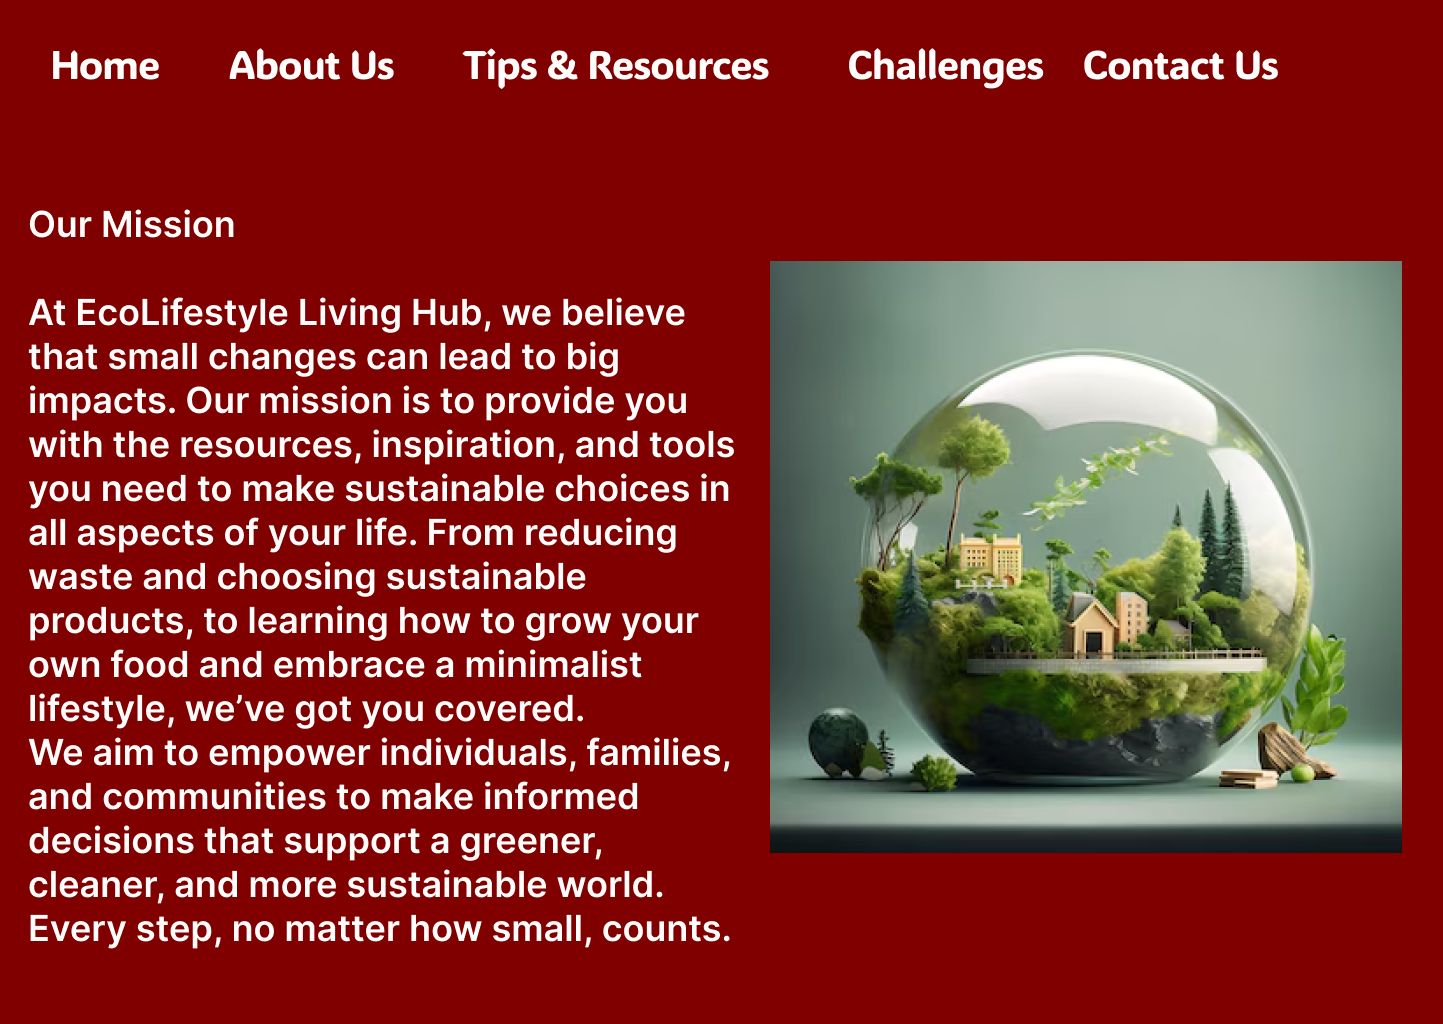 Home About Us Tips & Resources Challenges Contact Us
Our Mission
At EcoLifestyle Living Hub, we believe
that small changes can lead to big
impacts. Our mission is to provide you
with the resources, inspiration, and tools
you need to make sustainable choices in
all aspects of your life. From reducing
waste and choosing sustainable
products, to learning how to grow your
own food and embrace a minimalist
lifestyle, we’ve got you covered.
We aim to empower individuals, families,
and communities to make informed
decisions that support a greener,
cleaner, and more sustainable world.
Every step, no matter how small, counts.